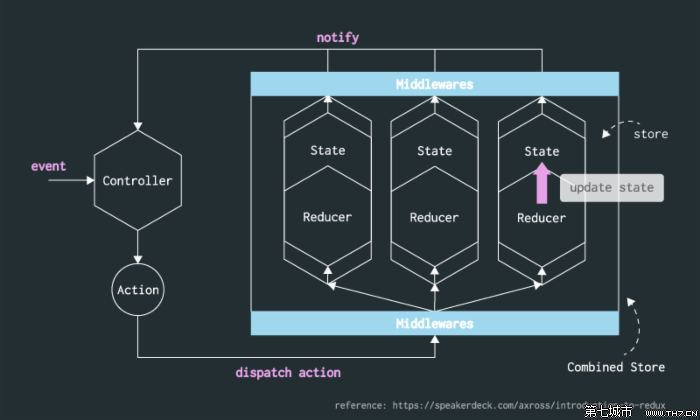 notify
Middlewares
State
State
State
store
event
Controller
update state
Reducer
Reducer
Reducer
Action
Middlewares
Combined Store
dispatch action
reference: https://speakerdeck.com/axross/introduction-to-redux
第七城市 WWW.TH7.CN